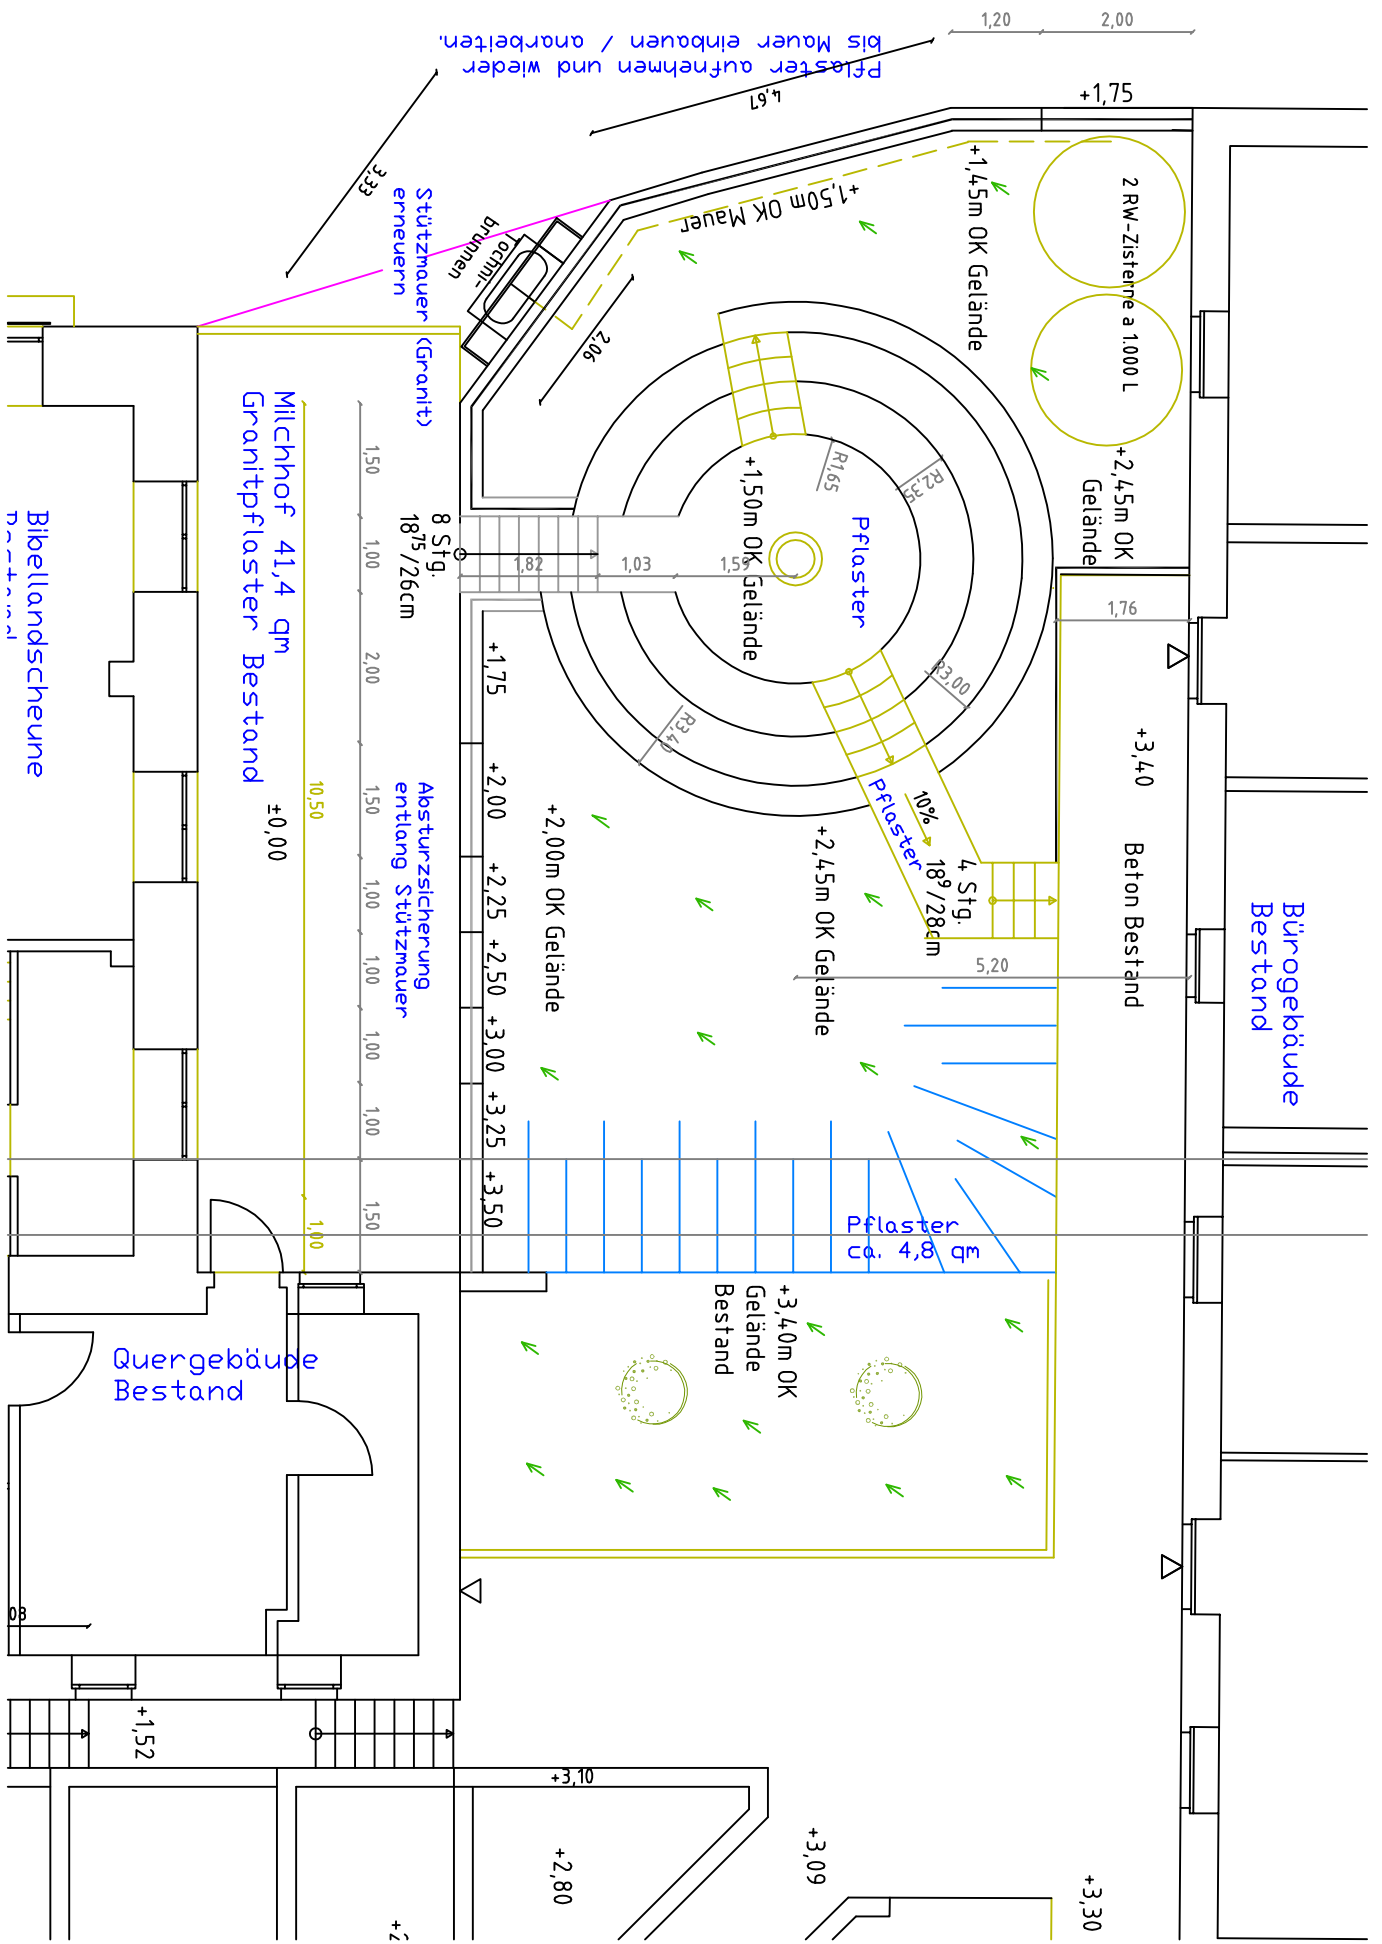 1,20
2,00
Pflaster aufnehmen und wieder
bis Mauer einbauen / anarbeiten.
4,67
3,33
+1,75
2 RW-Zisterne a 1.000 L
+1,45m OK Gelände
+1,50m OK Mauer
Stützmauer (Granit)
erneuern
Tochni-
brunnen
2,06
+2,45m OK
Gelände
R1,65
R2,35
R3,00
R3,40
+1,50m OK Gelände
Pflaster
8 Stg.
18⁷⁵/26cm
1,82
1,03
1,59
1,76
Milchhof 41,4 qm
Granitpflaster Bestand
±0,00
Bibellandscheune
10,50
1,00
1,50
1,00
2,00
1,50
1,00
1,00
1,00
1,00
1,50
Absturzsicherung
entlang Stützmauer
+1,75
+2,00
+2,25
+2,50
+3,00
+3,25
+3,50
+2,00m OK Gelände
+2,45m OK Gelände
Pflaster
10%
4 Stg.
18⁹/28cm
5,20
+3,40
Beton Bestand
Bürogebäude
Bestand
Pflaster
ca. 4,8 qm
+3,40m OK
Gelände
Bestand
Quergebäude
Bestand
+1,52
+3,10
+2,80
+3,09
+3,30